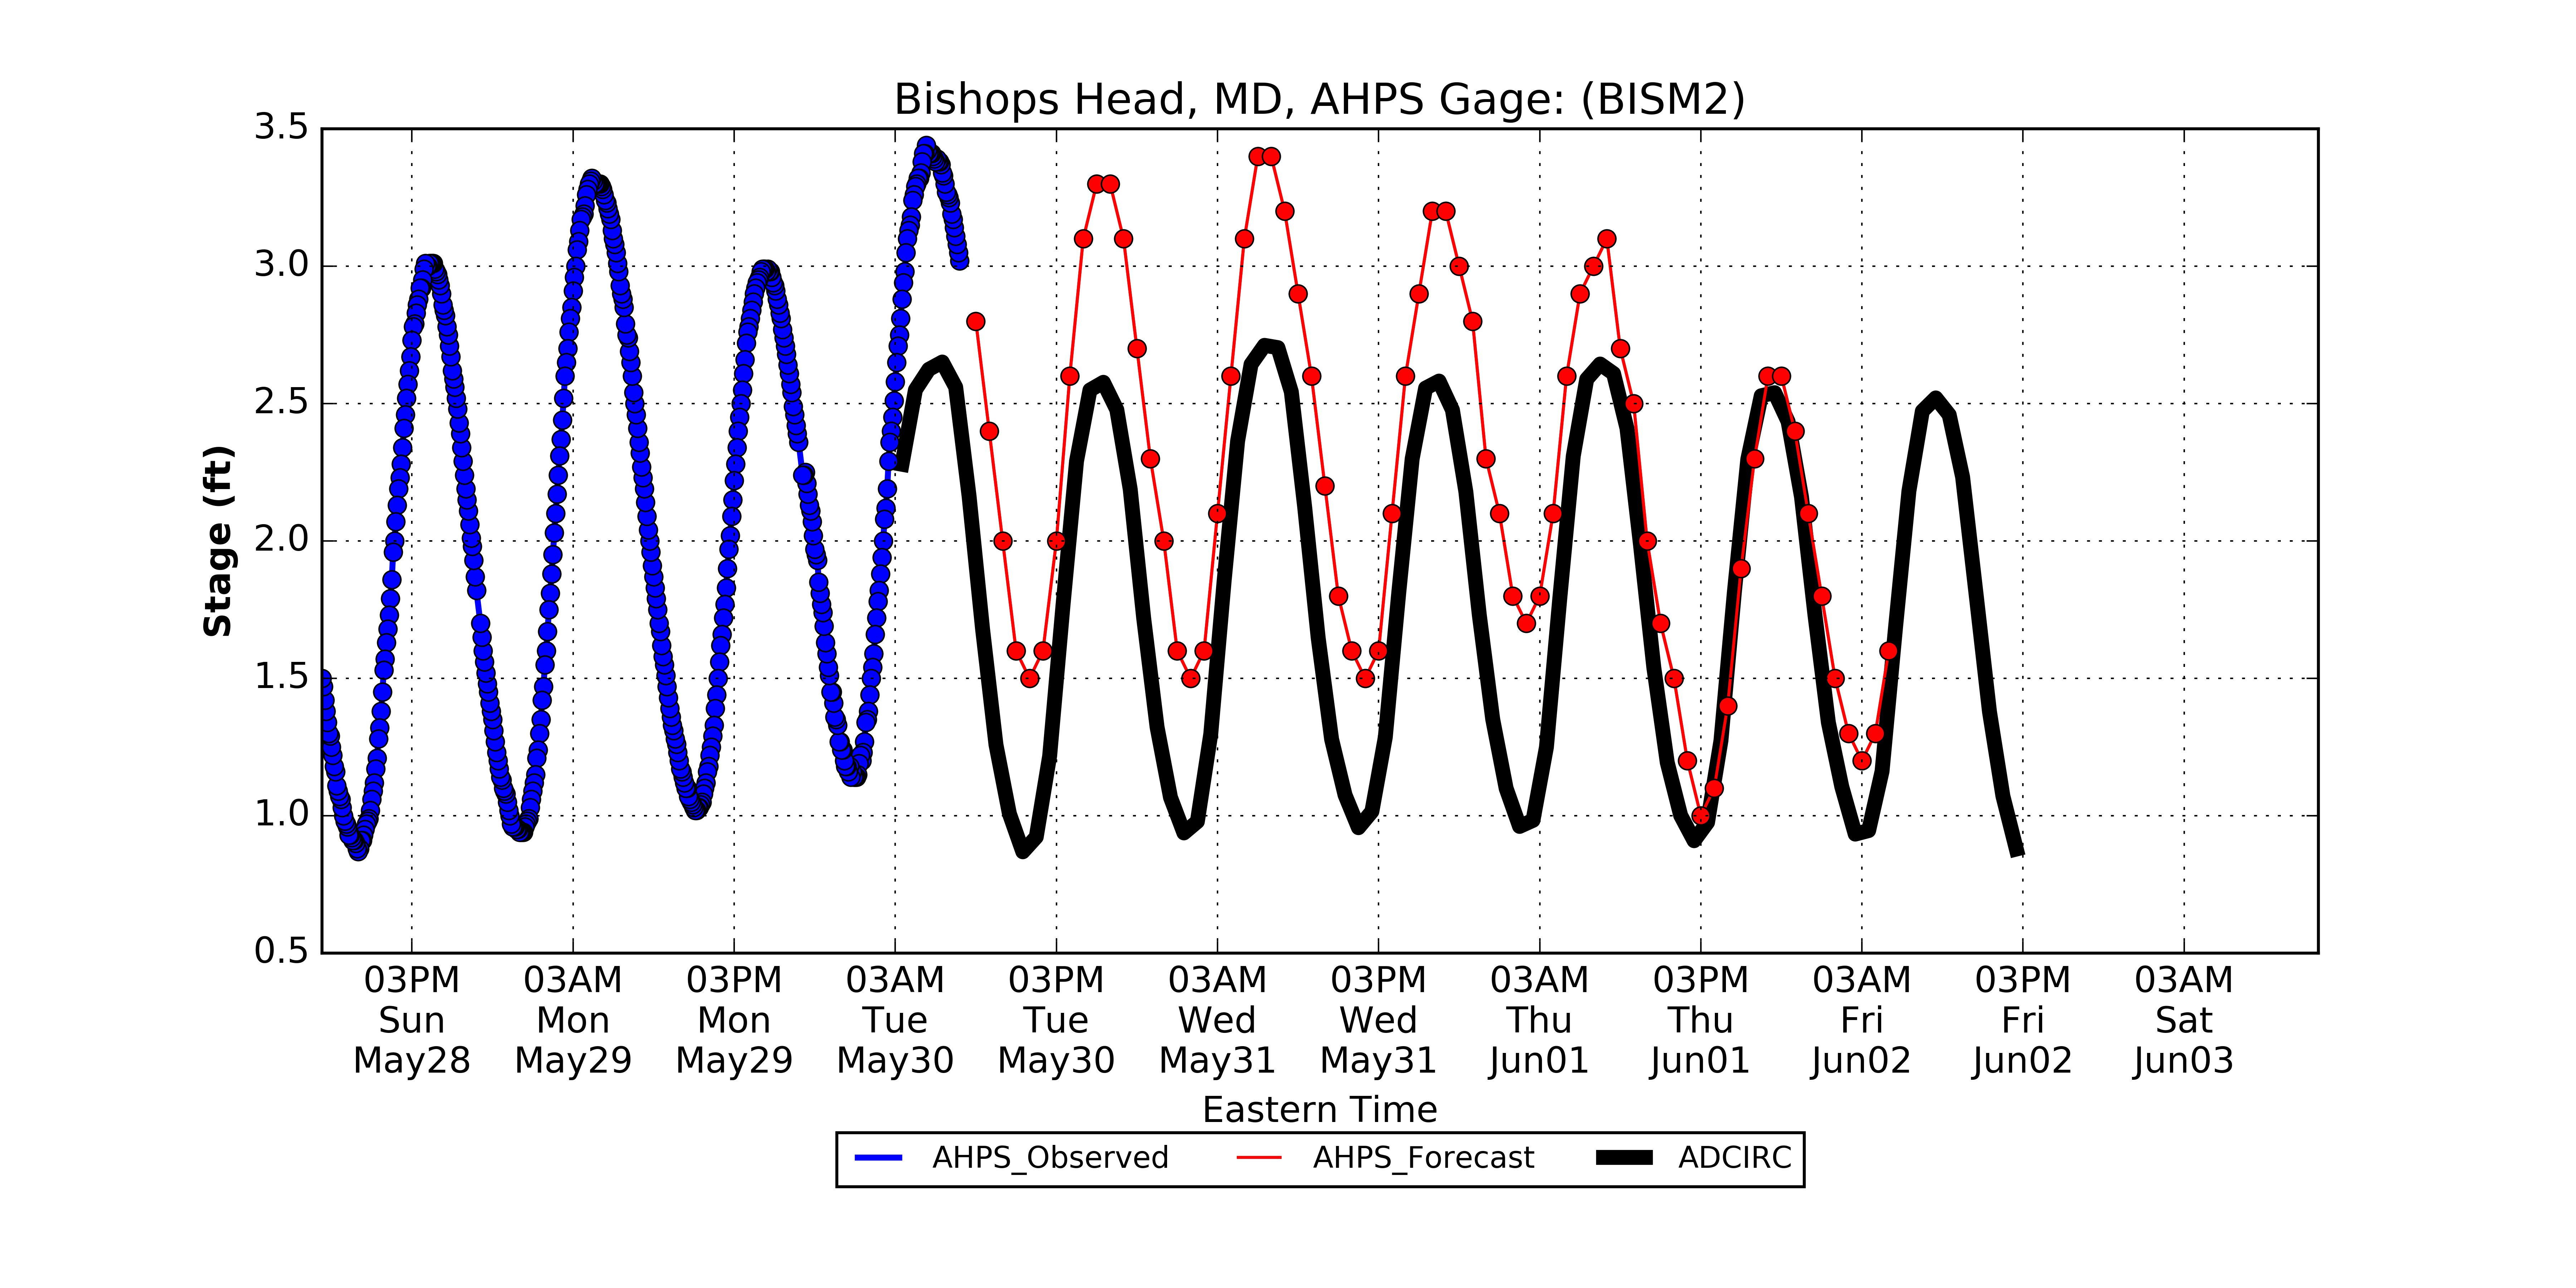 Bishops Head, MD, AHPS Gage: (BISM2)
3.5
3.0
2.5
2.0
1.5
1.0
0.5
Stage (ft)
03PM 03AM 03PM 03AM 03PM 03AM 03PM 03AM 03PM 03AM 03PM 03AM
Sun Mon Mon Tue Tue Wed Wed Thu Thu Fri Fri Sat
May28 May29 May29 May30 May30 May31 May31 Jun01 Jun01 Jun02 Jun02 Jun03
Eastern Time
AHPS_Observed AHPS_Forecast ADCIRC